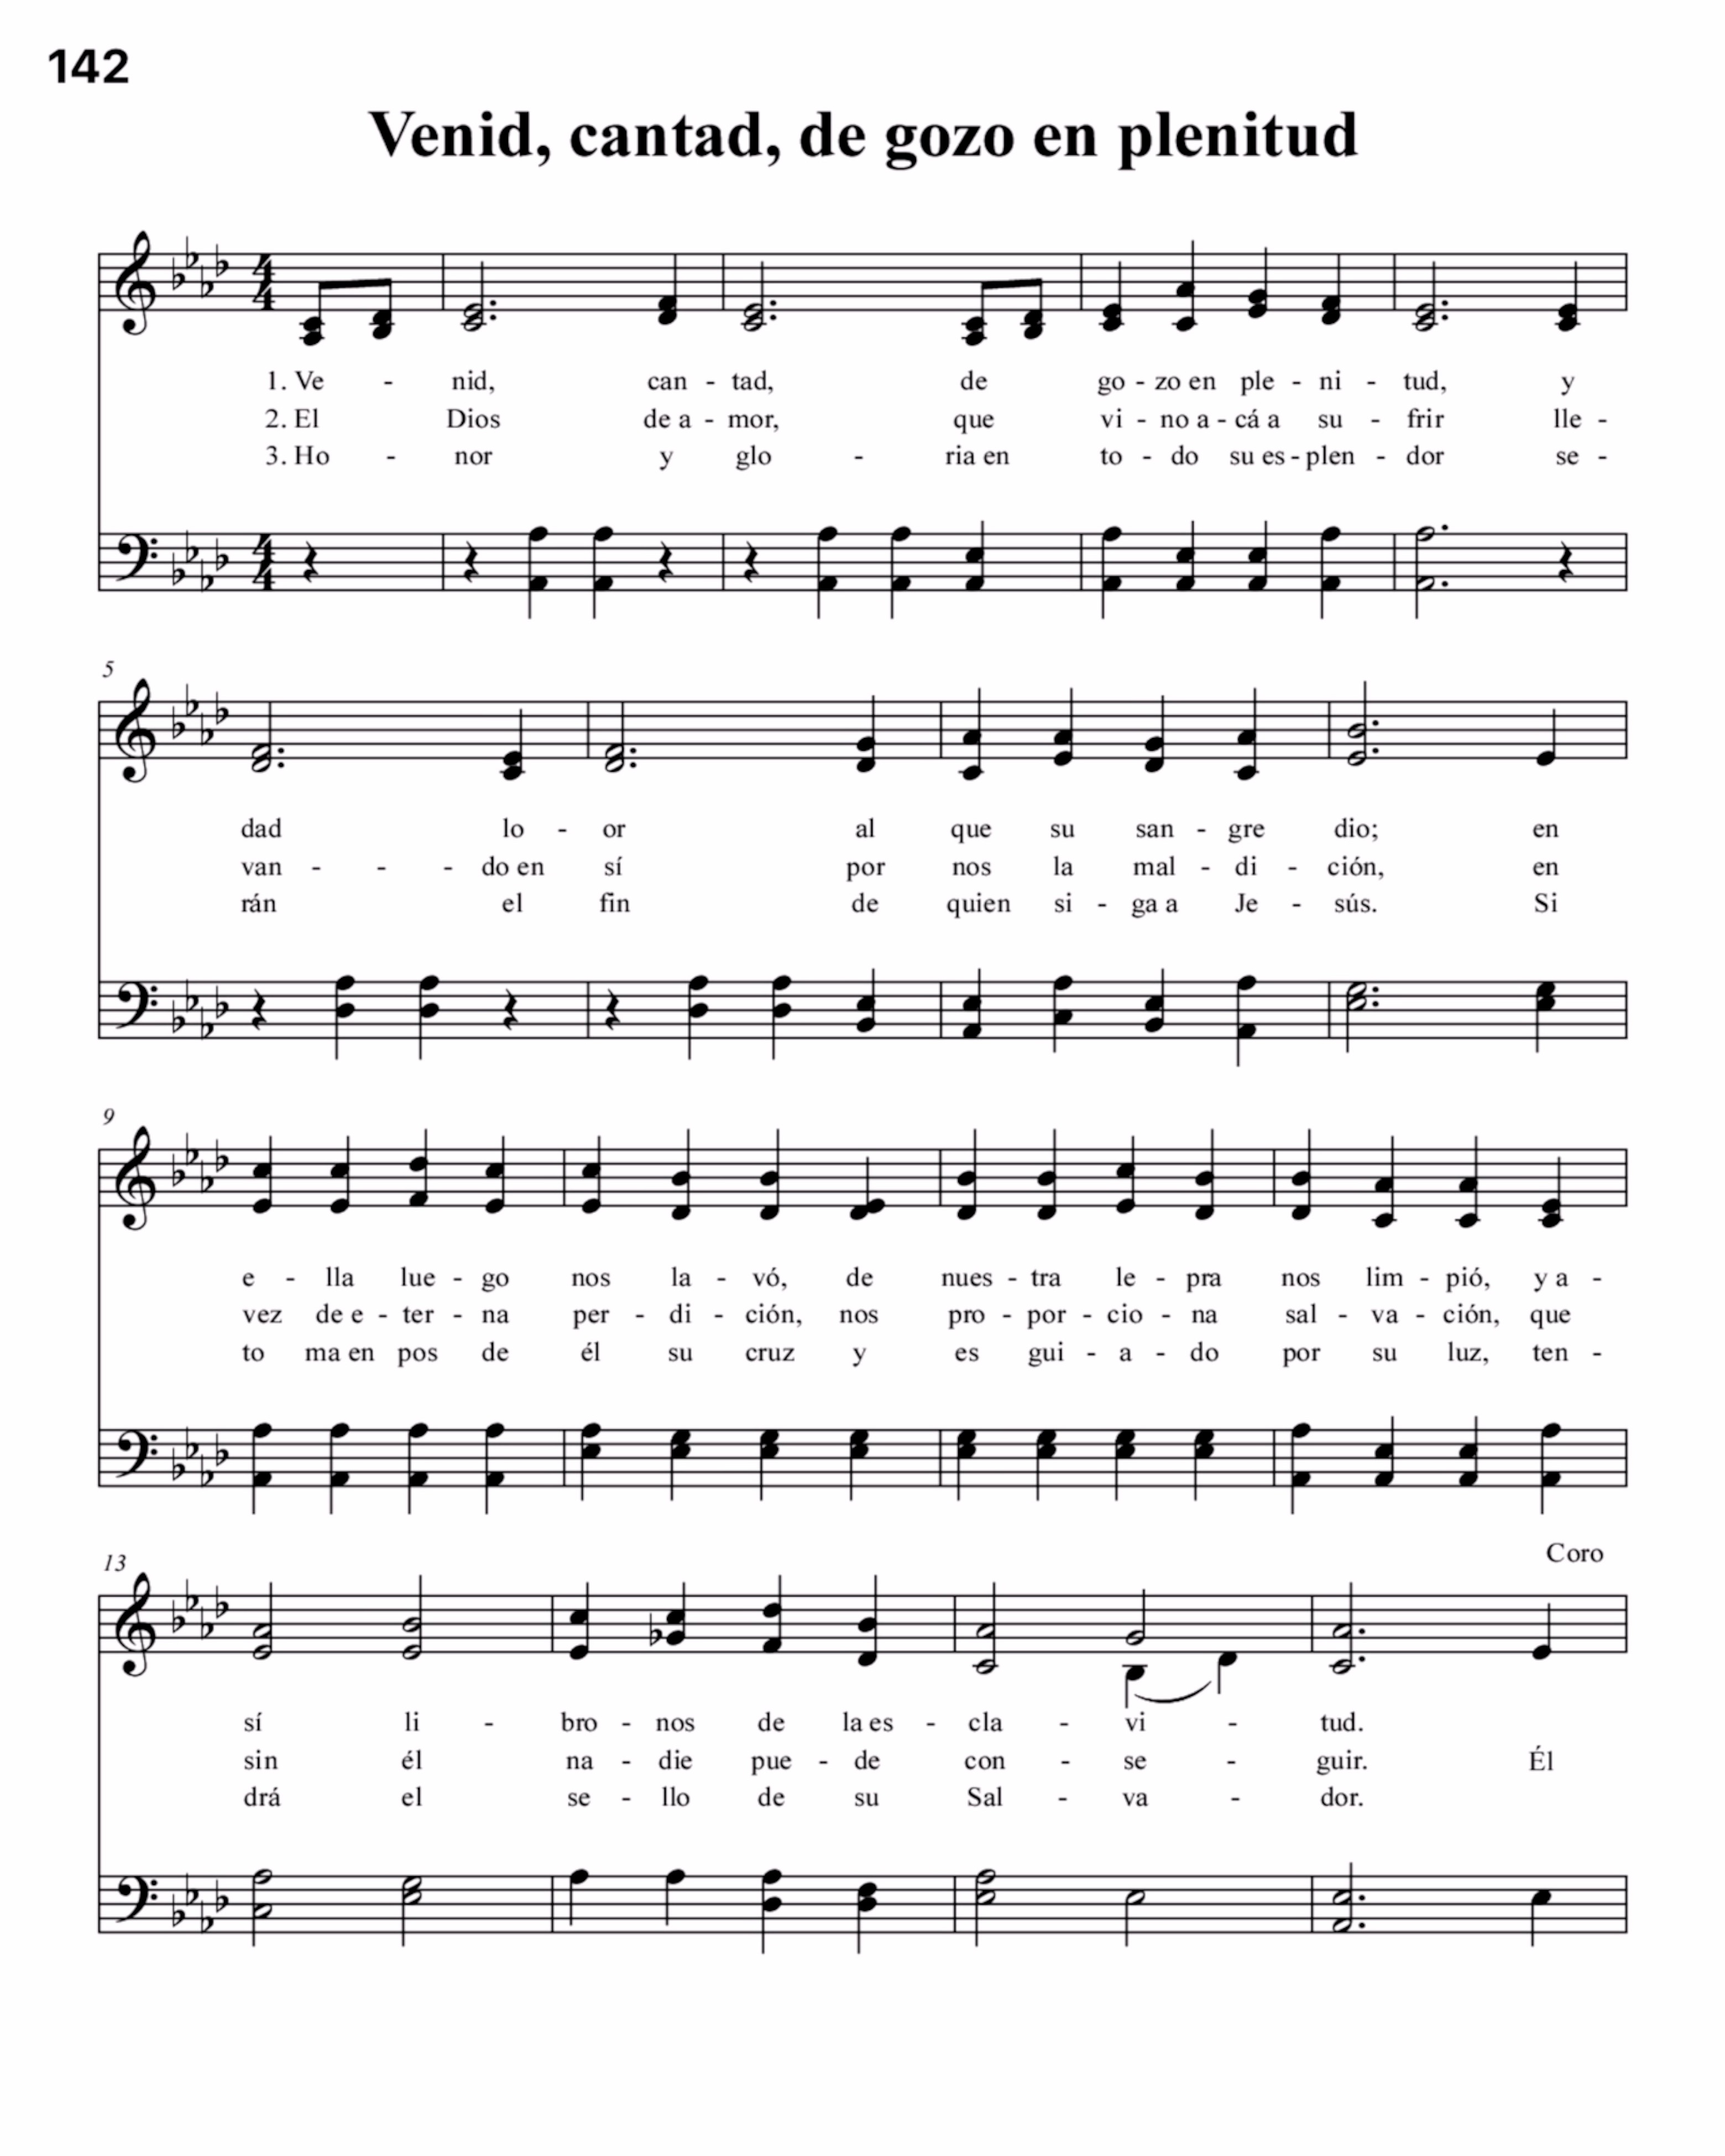 142
Venid, cantad, de gozo en plenitud
1. Ve - nid, can - tad, de go - zo en ple - ni - tud, y
2. El Dios de a - mor, que vi - no a - cá a su - frir lle -
3. Ho - nor y glo - ria en to - do su es - plen - dor se -
5
dad lo - or al que su san - gre dio; en
van - - - do en sí por nos la mal - di - ción, en
rán el fin de quien si - ga a Je - sús. Si
9
e - lla lue - go nos la - vó, de nues - tra le - pra nos lim - pió, y a -
vez de e - ter - na per - di - ción, nos pro - por - cio - na sal - va - ción, que
to ma en pos de él su cruz y es gui - a - do por su luz, ten -
13
Coro
sí li - bro - nos de la es - cla - vi - tud.
sin él na - die pue - de con - se - guir. Él
drá el se - llo de su Sal - va - dor.